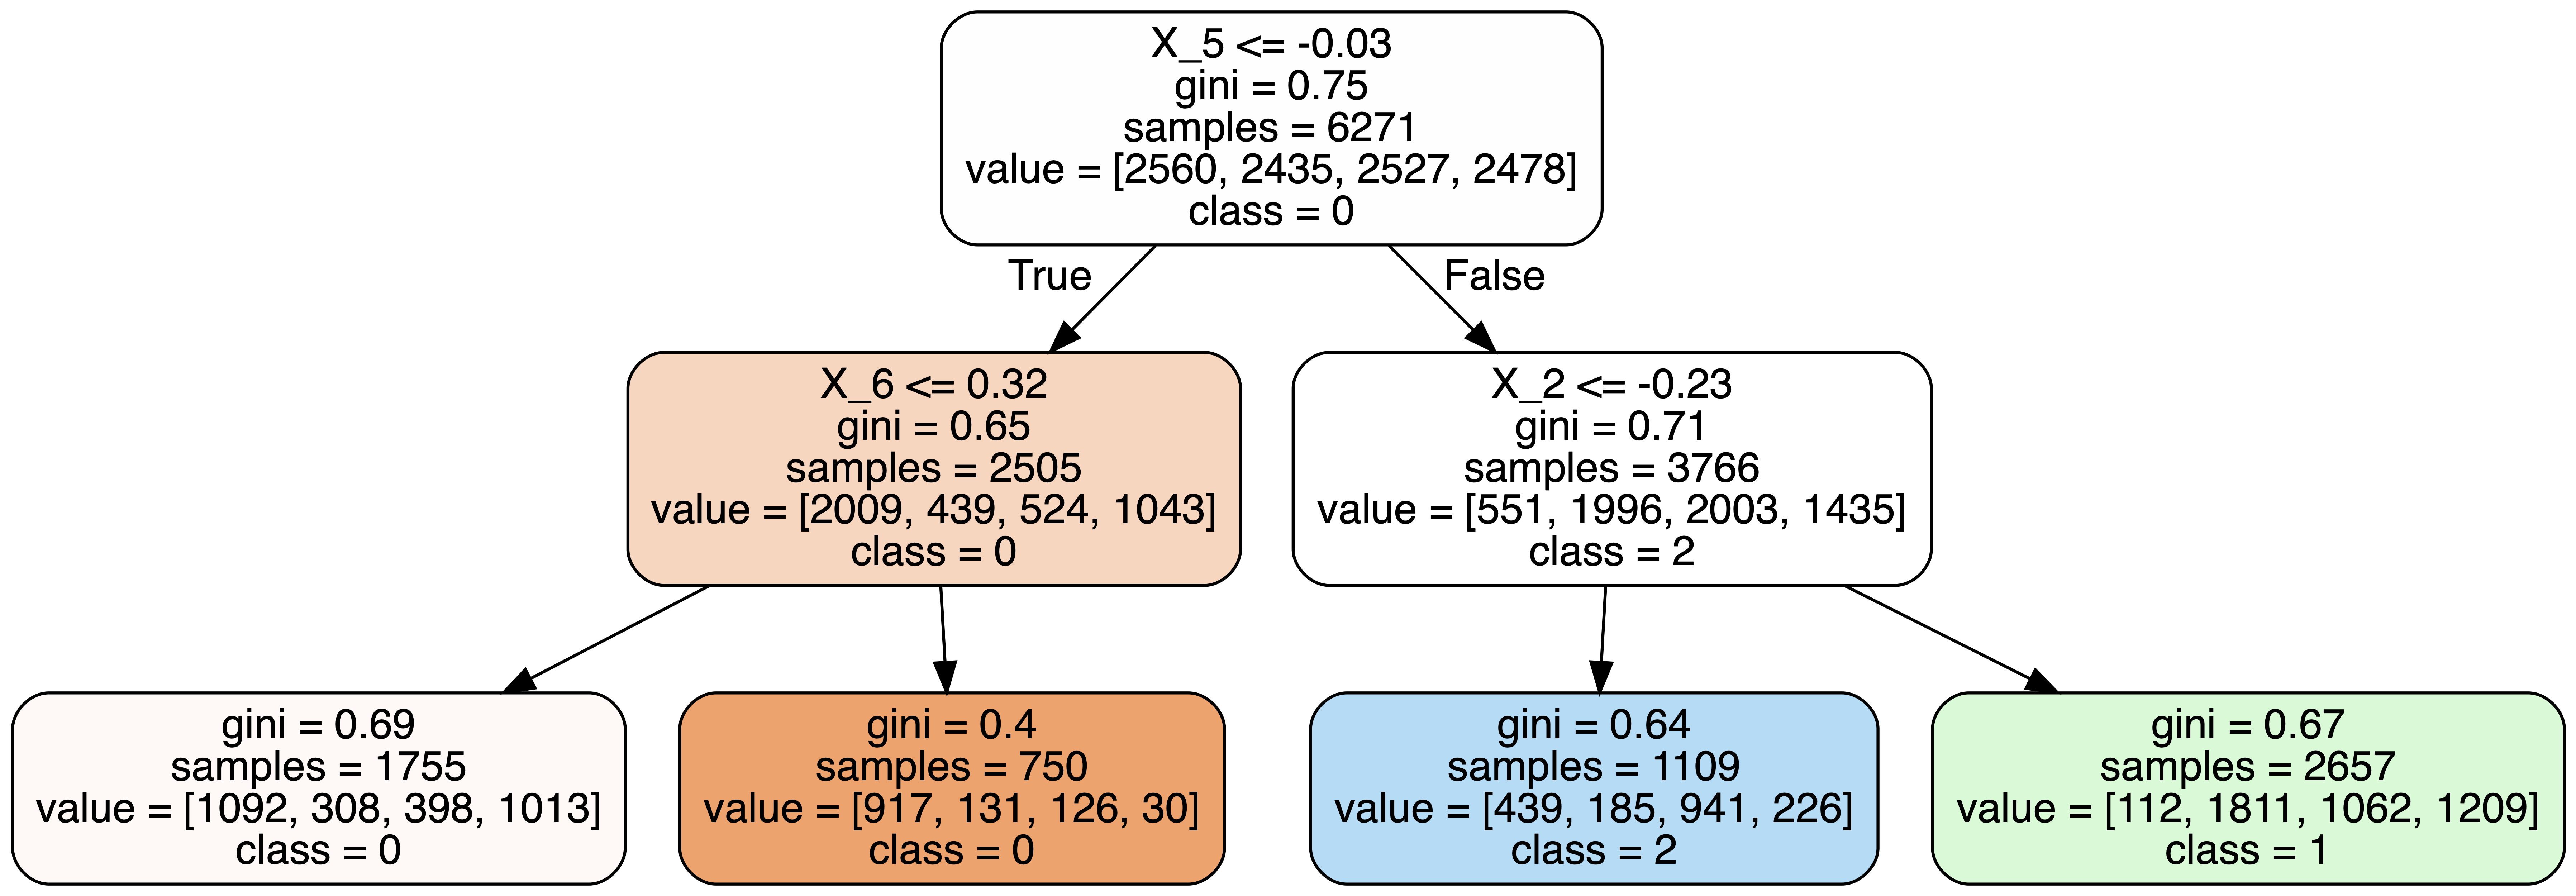 X_5 <= -0.03
gini = 0.75
samples = 6271
value = [2560, 2435, 2527, 2478]
class = 0
True
False
X_6 <= 0.32
gini = 0.65
samples = 2505
value = [2009, 439, 524, 1043]
class = 0
X_2 <= -0.23
gini = 0.71
samples = 3766
value = [551, 1996, 2003, 1435]
class = 2
gini = 0.69
samples = 1755
value = [1092, 308, 398, 1013]
class = 0
gini = 0.4
samples = 750
value = [917, 131, 126, 30]
class = 0
gini = 0.64
samples = 1109
value = [439, 185, 941, 226]
class = 2
gini = 0.67
samples = 2657
value = [112, 1811, 1062, 1209]
class = 1